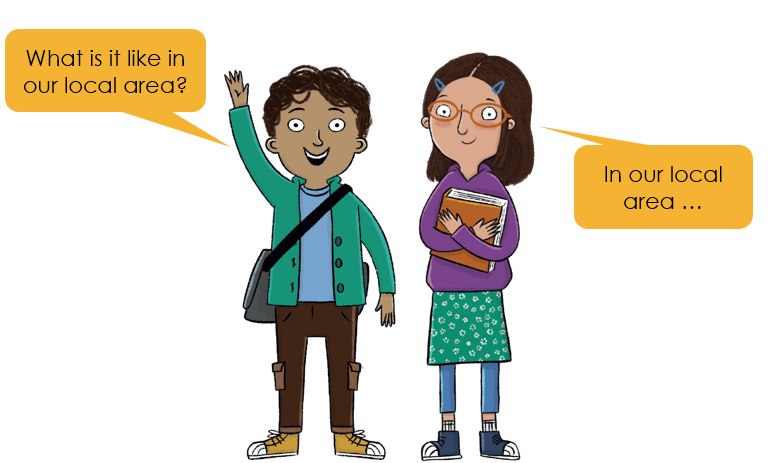 What is it like in
our local area?
In our local
area …